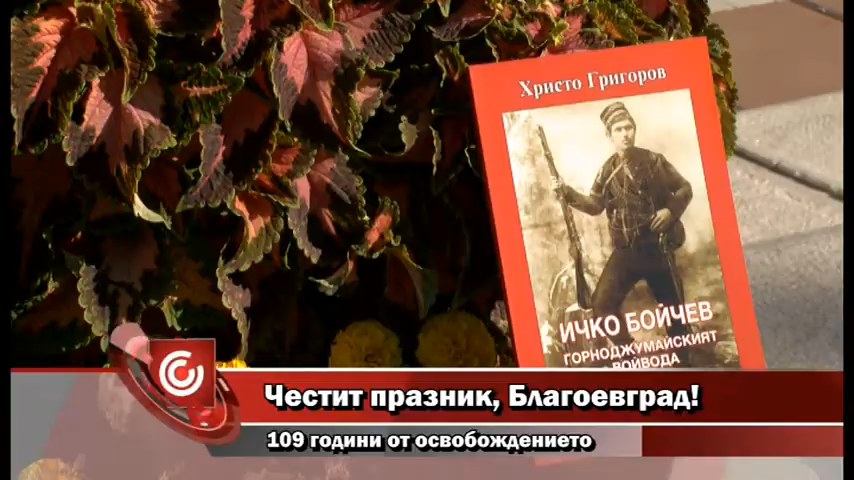 Христо Григоров
ИЧКО БОЙЧЕВ
ГОРНОДЖУМАЙСКИЯТ
ВОЙВОДА
Честит празник, Благоевград!
109 години от освобождението